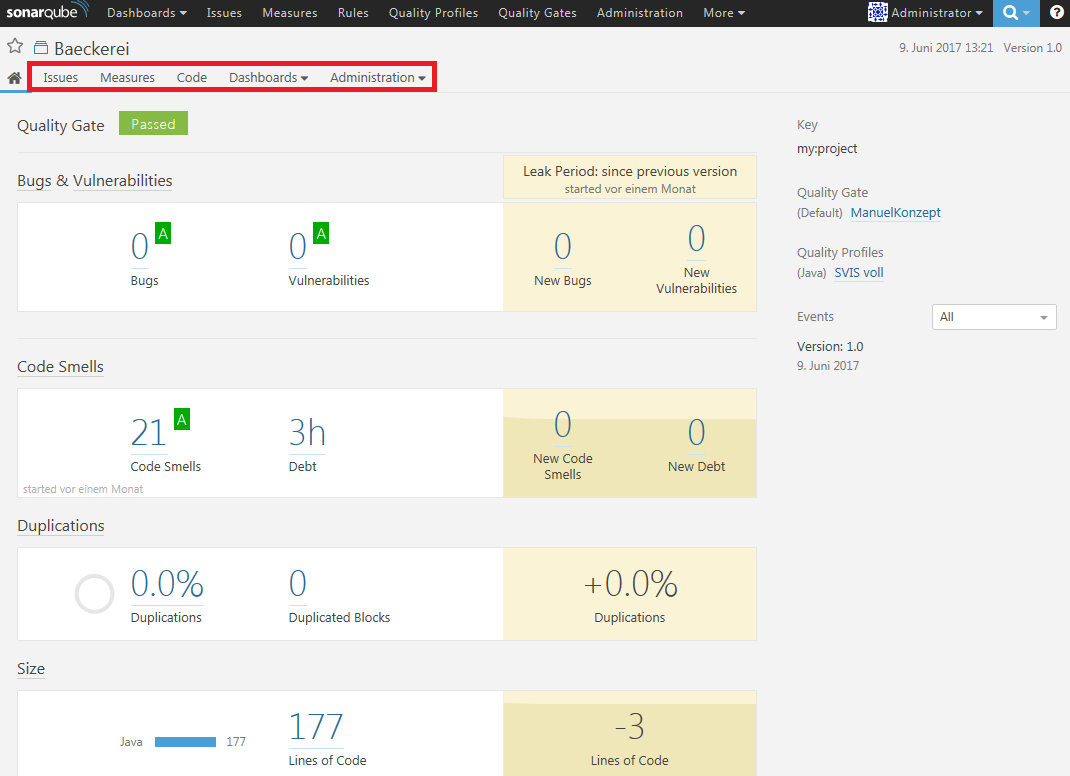 sonarqube Dashboards Issues Measures Rules Quality Profiles Quality Gates Administration More Administrator ?
Baeckerei
9. Juni 2017 13:21 Version 1.0
Issues Measures Code Dashboards Administration
Quality Gate Passed
Leak Period: since previous version
started vor einem Monat
Bugs & Vulnerabilities
0 A
Bugs
0 A
Vulnerabilities
0
New Bugs
0
New
Vulnerabilities
Code Smells
21 A
Code Smells
3h
Debt
started vor einem Monat
0
New Code
Smells
0
New Debt
Duplications
0.0%
Duplications
0
Duplicated Blocks
+0.0%
Duplications
Size
Java 177
177
Lines of Code
-3
Lines of Code
Key
my:project
Quality Gate
(Default) ManuelKonzept
Quality Profiles
(Java) SVIS voll
Events All
Version: 1.0
9. Juni 2017